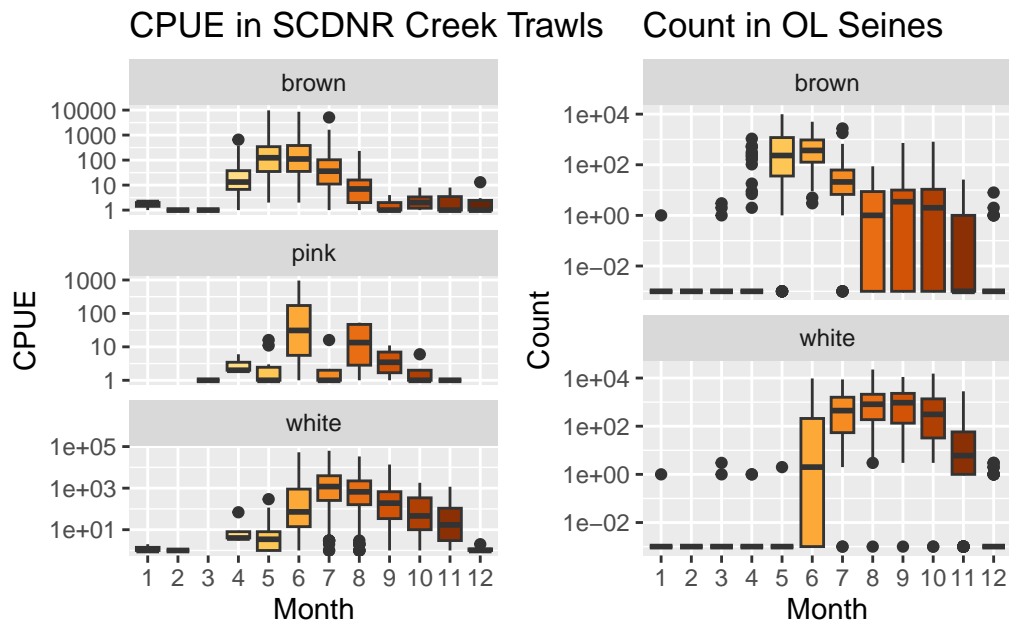 CPUE in SCDNR Creek Trawls
brown
10000
1000
100
10
1
pink
1000
100
10
1
white
1e+05
1e+03
1e+01
CPUE
1 2 3 4 5 6 7 8 9 10 11 12
Month
Count in OL Seines
brown
1e+04
1e+02
1e+00
1e−02
white
1e+04
1e+02
1e+00
1e−02
Count
1 2 3 4 5 6 7 8 9 10 11 12
Month